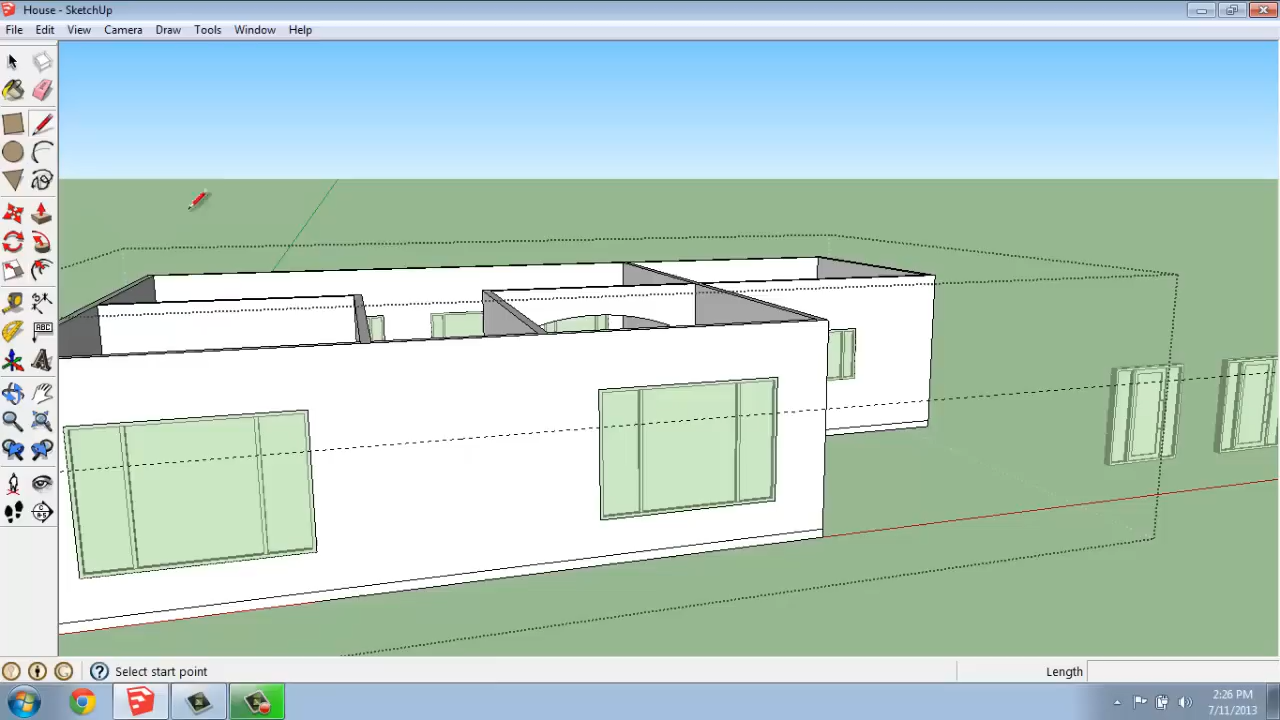 House - SketchUp
File Edit View Camera Draw Tools Window Help
ABC
A
Select start point
Length
2:26 PM
7/11/2013